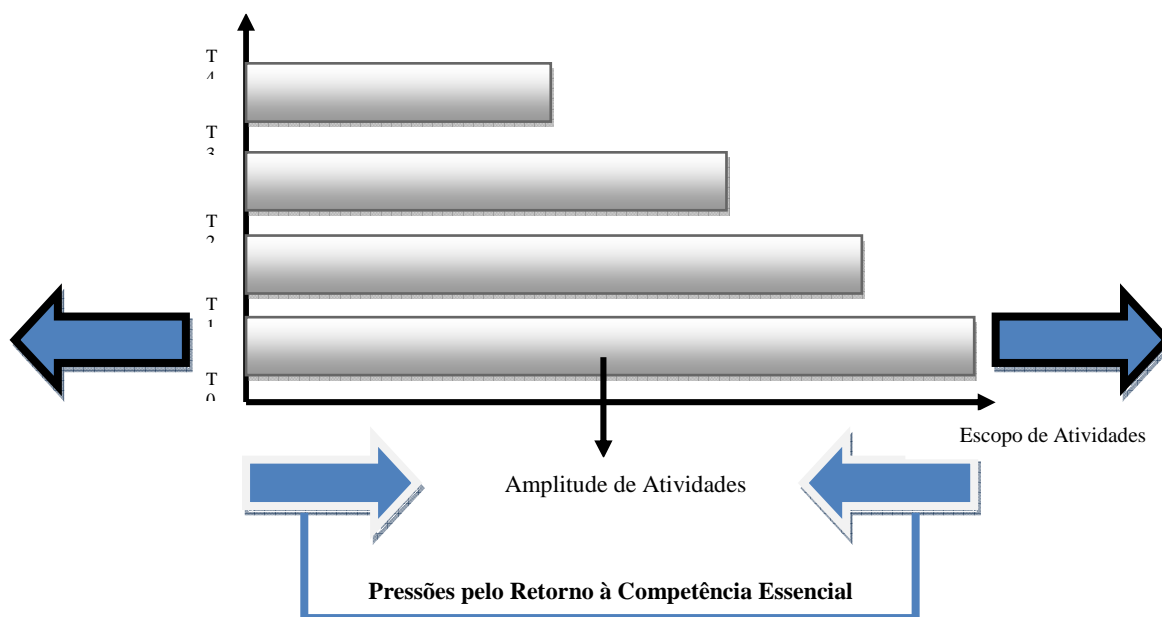 T
4
T
3
T
2
T
1
T
0
Escopo de Atividades
Amplitude de Atividades
Pressões pelo Retorno à Competência Essencial